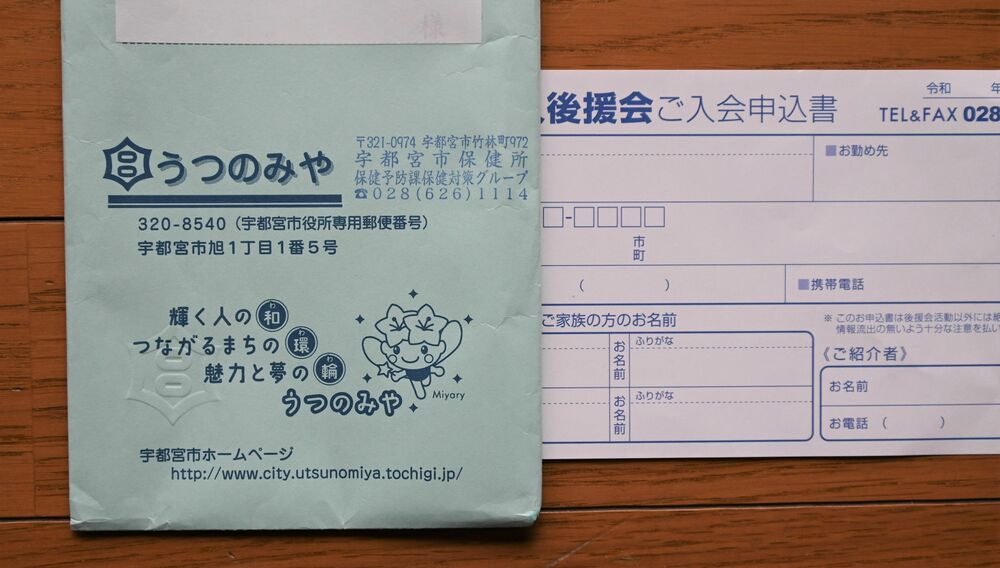 様
〒321-0974 宇都宮市竹林町972
宇都宮市保健所
保健予防課保健対策グループ
☎028(626)1114
うつのみや
320-8540(宇都宮市役所専用郵便番号)
宇都宮市旭1丁目1番5号
輝く人の和
わ
つながるまちの環
わ
魅力と夢の輪
わ
うつのみや
Miyary
宇都宮市ホームページ
http://www.city.utsunomiya.tochigi.jp/
令和 年
後援会ご入会申込書
TEL&FAX 028
■お勤め先
市
町
( )
■携帯電話
ご家族の方のお名前
お名前
ふりがな
お名前
ふりがな
※このお申込書は後援会活動以外には
情報流出の無いよう十分な注意を払い
《ご紹介者》
お名前
お電話 ( )